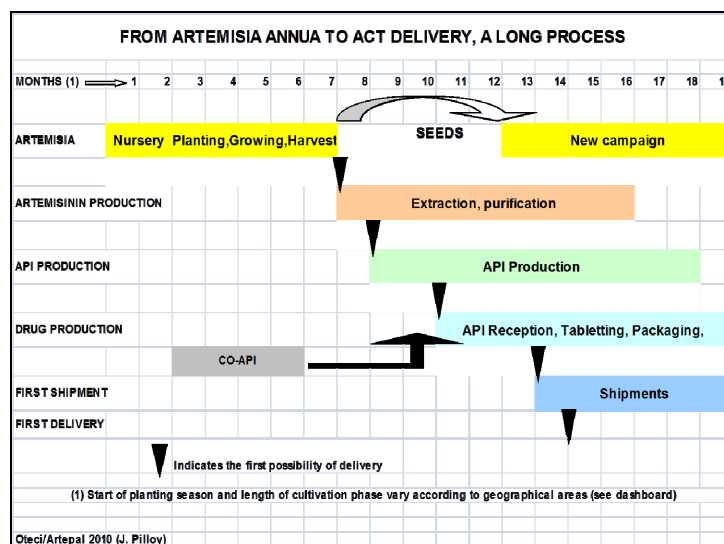 FROM ARTEMISIA ANNUA TO ACT DELIVERY, A LONG PROCESS
MONTHS (1) 1 2 3 4 5 6 7 8 9 10 11 12 13 14 15 16 17 18 1
SEEDS
ARTEMISIA Nursery Planting,Growing,Harvest New campaign
ARTEMISININ PRODUCTION Extraction, purification
API PRODUCTION API Production
DRUG PRODUCTION API Reception, Tabletting, Packaging,
CO-API
FIRST SHIPMENT Shipments
FIRST DELIVERY
Indicates the first possibility of delivery
(1) Start of planting season and length of cultivation phase vary according to geographical areas (see dashboard)
Oteci/Artepal 2010 (J. Pilloy)